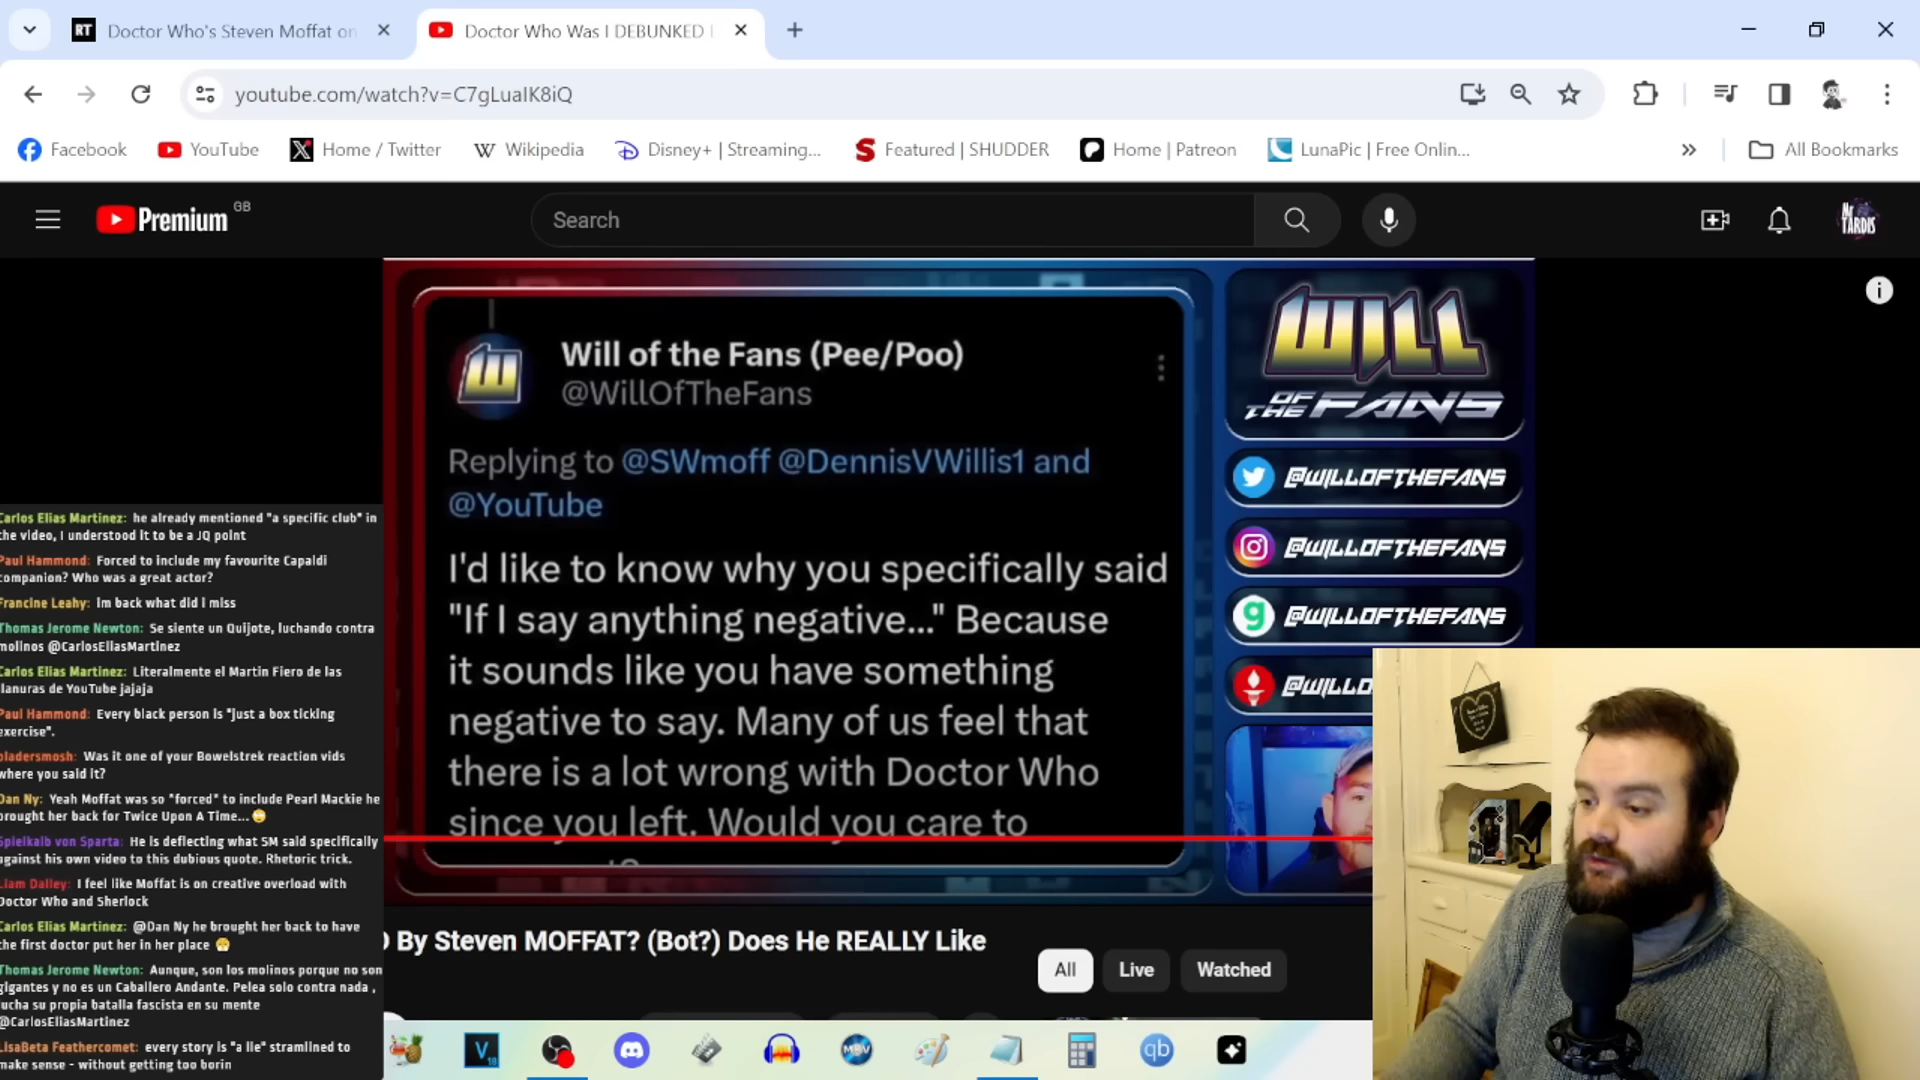 RT Doctor Who's Steven Moffat on
Doctor Who Was I DEBUNKED
youtube.com/watch?v=C7gLuaIK8iQ
Facebook
YouTube
Home / Twitter
Wikipedia
Disney+ | Streaming...
Featured | SHUDDER
Home | Patreon
LunaPic | Free Onlin...
All Bookmarks
Premium GB
Search
MR TARDIS
Will of the Fans (Pee/Poo)
@WillOfTheFans
Replying to @SWmoff @DennisVWillis1 and
@YouTube
I'd like to know why you specifically said
"If I say anything negative..." Because
it sounds like you have something
negative to say. Many of us feel that
there is a lot wrong with Doctor Who
since you left. Would you care to
WILL
OF THE FANS
@WILLOFTHEFANS
@WILLOFTHEFANS
@WILLOFTHEFANS
@WILLO
Carlos Elias Martinez: he already mentioned "a specific club" in
the video, I understood it to be a JQ point
Paul Hammond: Forced to include my favourite Capaldi
companion? Who was a great actor?
Francine Leahy: im back what did i miss
Thomas Jerome Newton: Se siente un Quijote, luchando contra
molinos @CarlosEliasMartinez
Carlos Elias Martinez: Literalmente el Martin Fiero de las
llanuras de YouTube jajaja
Paul Hammond: Every black person is "just a box ticking
exercise".
bladersmosh: Was it one of your Bowelstrek reaction vids
where you said it?
Dan Ny: Yeah Moffat was so *forced* to include Pearl Mackie he
brought her back for Twice Upon A Time...
Spielkalb von Sparta: He is deflecting what SM said specifically
against his own video to this dubious quote. Rhetoric trick.
Liam Dalley: I feel like Moffat is on creative overload with
Doctor Who and Sherlock
Carlos Elias Martinez: @Dan Ny he brought her back to have
the first doctor put her in her place
Thomas Jerome Newton: Aunque, son los molinos porque no son
gigantes y no es un Caballero Andante. Pelea solo contra nada ,
lucha su propia batalla fascista en su mente
@CarlosEliasMartinez
LisaBeta Feathercomet: every story is "a lie" streamlined to
make sense - without getting too borin
D By Steven MOFFAT? (Bot?) Does He REALLY Like
All
Live
Watched
V
18
MBV
qb